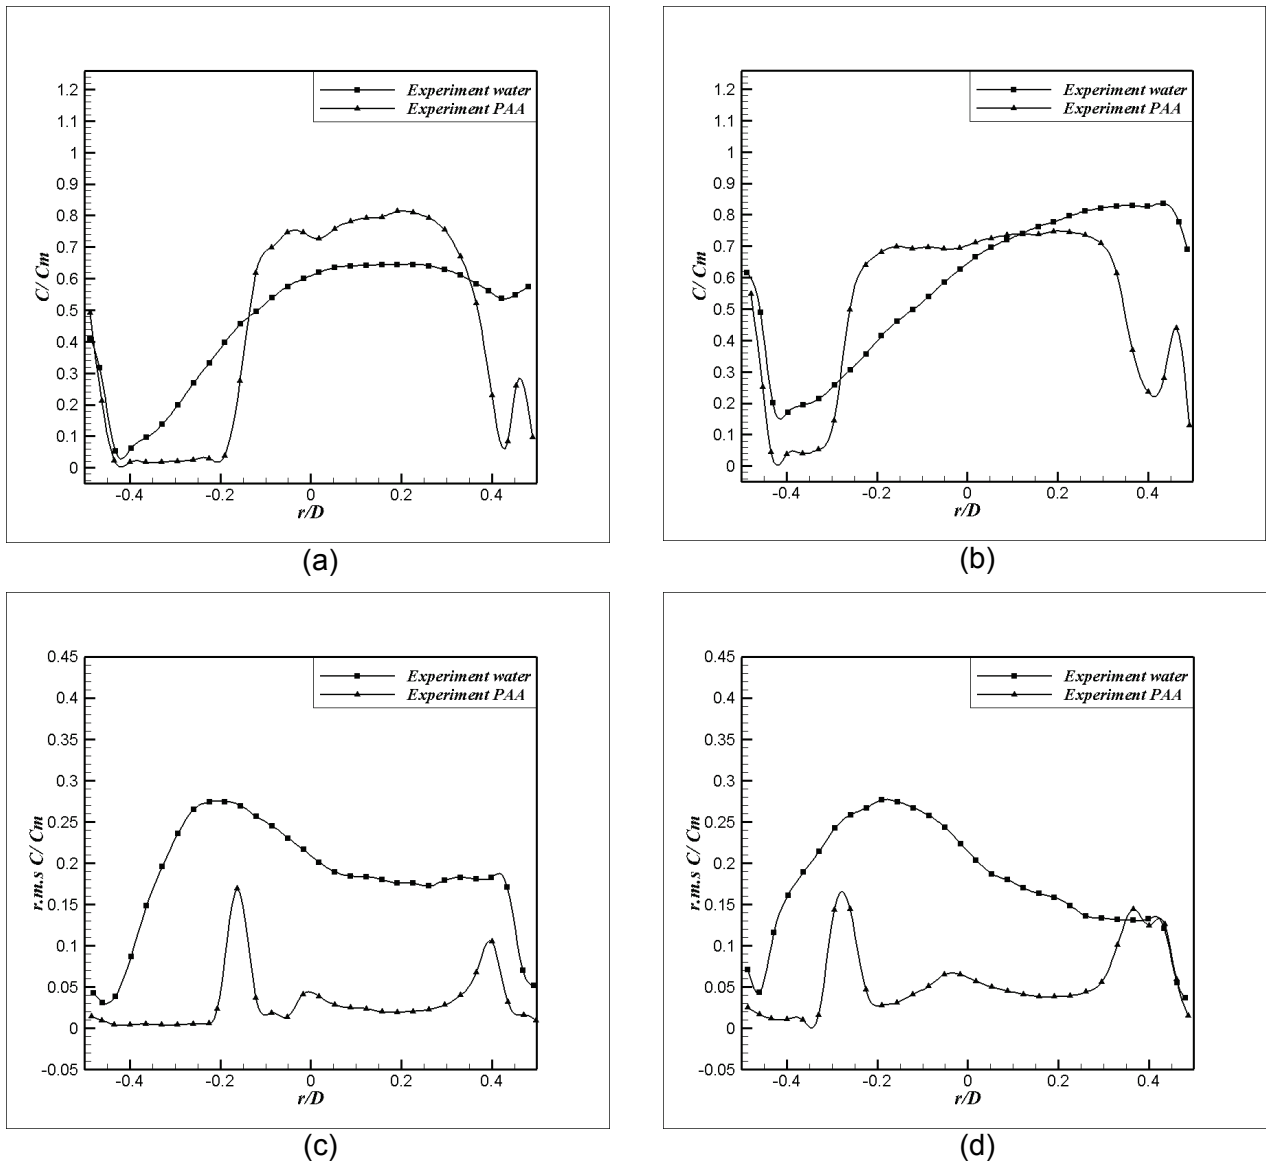 1.2
1.1
1
0.9
0.8
0.7
0.6
0.5
0.4
0.3
0.2
0.1
0
C/ Cm
-0.4 -0.2 0 0.2 0.4
r/D
Experiment water
Experiment PAA
(a)
1.2
1.1
1
0.9
0.8
0.7
0.6
0.5
0.4
0.3
0.2
0.1
0
C/ Cm
-0.4 -0.2 0 0.2 0.4
r/D
Experiment water
Experiment PAA
(b)
0.45
0.4
0.35
0.3
0.25
0.2
0.15
0.1
0.05
0
-0.05
r.m.s C/ Cm
-0.4 -0.2 0 0.2 0.4
r/D
Experiment water
Experiment PAA
(c)
0.45
0.4
0.35
0.3
0.25
0.2
0.15
0.1
0.05
0
-0.05
r.m.s C/ Cm
-0.4 -0.2 0 0.2 0.4
r/D
Experiment water
Experiment PAA
(d)